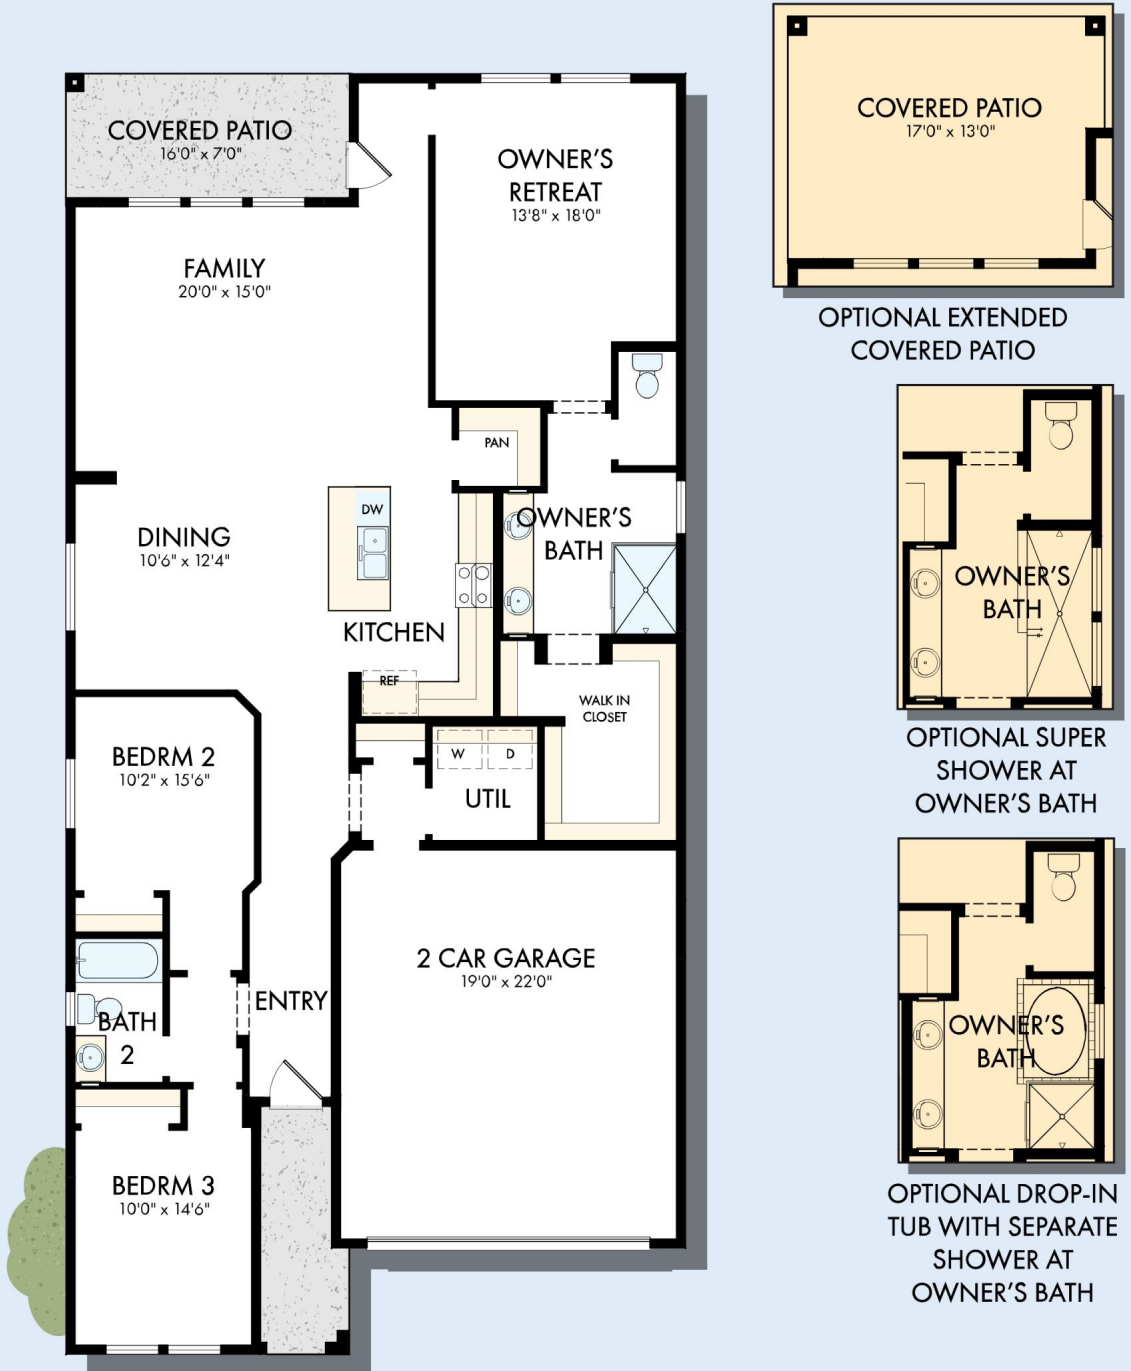 COVERED PATIO
16'0" x 7'0"
OWNER'S
RETREAT
13'8" x 18'0"
FAMILY
20'0" x 15'0"
PAN
DW
DINING
10'6" x 12'4"
OWNER'S
BATH
KITCHEN
REF
WALK IN
CLOSET
BEDRM 2
10'2" x 15'6"
W
D
UTIL
2 CAR GARAGE
19'0" x 22'0"
ENTRY
BATH
2
BEDRM 3
10'0" x 14'6"
COVERED PATIO
17'0" x 13'0"
OPTIONAL EXTENDED
COVERED PATIO
OWNER'S
BATH
OPTIONAL SUPER
SHOWER AT
OWNER'S BATH
OWNER'S
BATH
OPTIONAL DROP-IN
TUB WITH SEPARATE
SHOWER AT
OWNER'S BATH